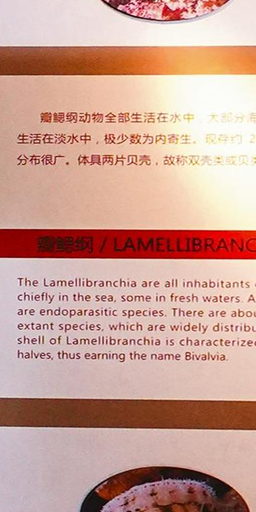 瓣鳃纲动物全部生活在水中，大部分海
生活在淡水中，极少数为内寄生。现存约 2
分布很广。体具两片贝壳，故称双壳类或贝类
瓣鳃纲 / LAMELLIBRANC
The Lamellibranchia are all inhabitants
chiefly in the sea, some in fresh waters. A
are endoparasitic species. There are abou
extant species, which are widely distribu
shell of Lamellibranchia is characterized
halves, thus earning the name Bivalvia.